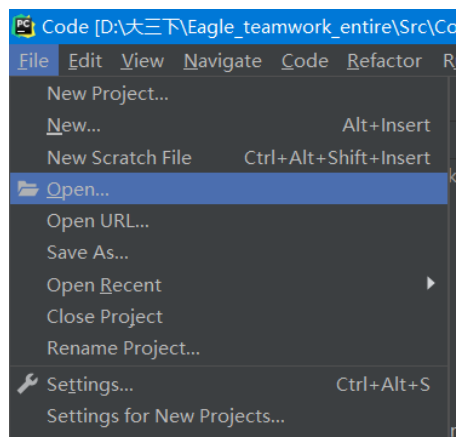 PC Code [D:\大三下\Eagle_teamwork_entire\Src\Co
File Edit View Navigate Code Refactor R
New Project...
New... Alt+Insert
New Scratch File Ctrl+Alt+Shift+Insert
Open...
Open URL...
Save As...
Open Recent
Close Project
Rename Project...
Settings... Ctrl+Alt+S
Settings for New Projects...